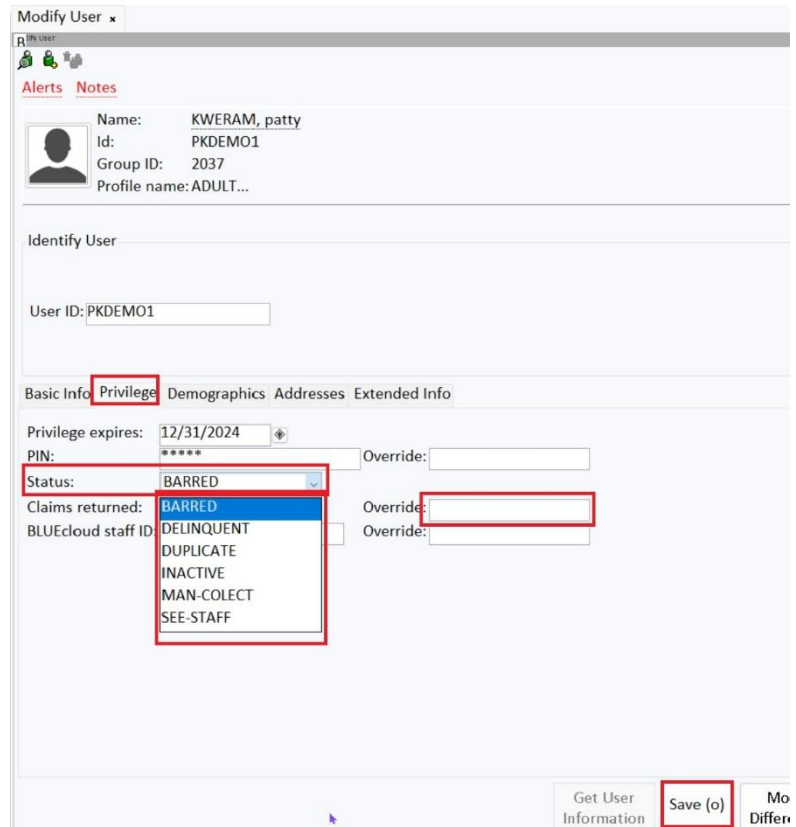 Modify User ×
Alerts Notes
Name: KWERAM, patty
Id: PKDEMO1
Group ID: 2037
Profile name: ADULT...
Identify User
User ID: PKDEMO1
Basic Info Privilege Demographics Addresses Extended Info
Privilege expires: 12/31/2024
PIN: ***** Override:
Status: BARRED
Claims returned: Override:
BLUEcloud staff ID: Override:
BARRED
DELINQUENT
DUPLICATE
INACTIVE
MAN-COLECT
SEE-STAFF
Get User Information
Save (o)